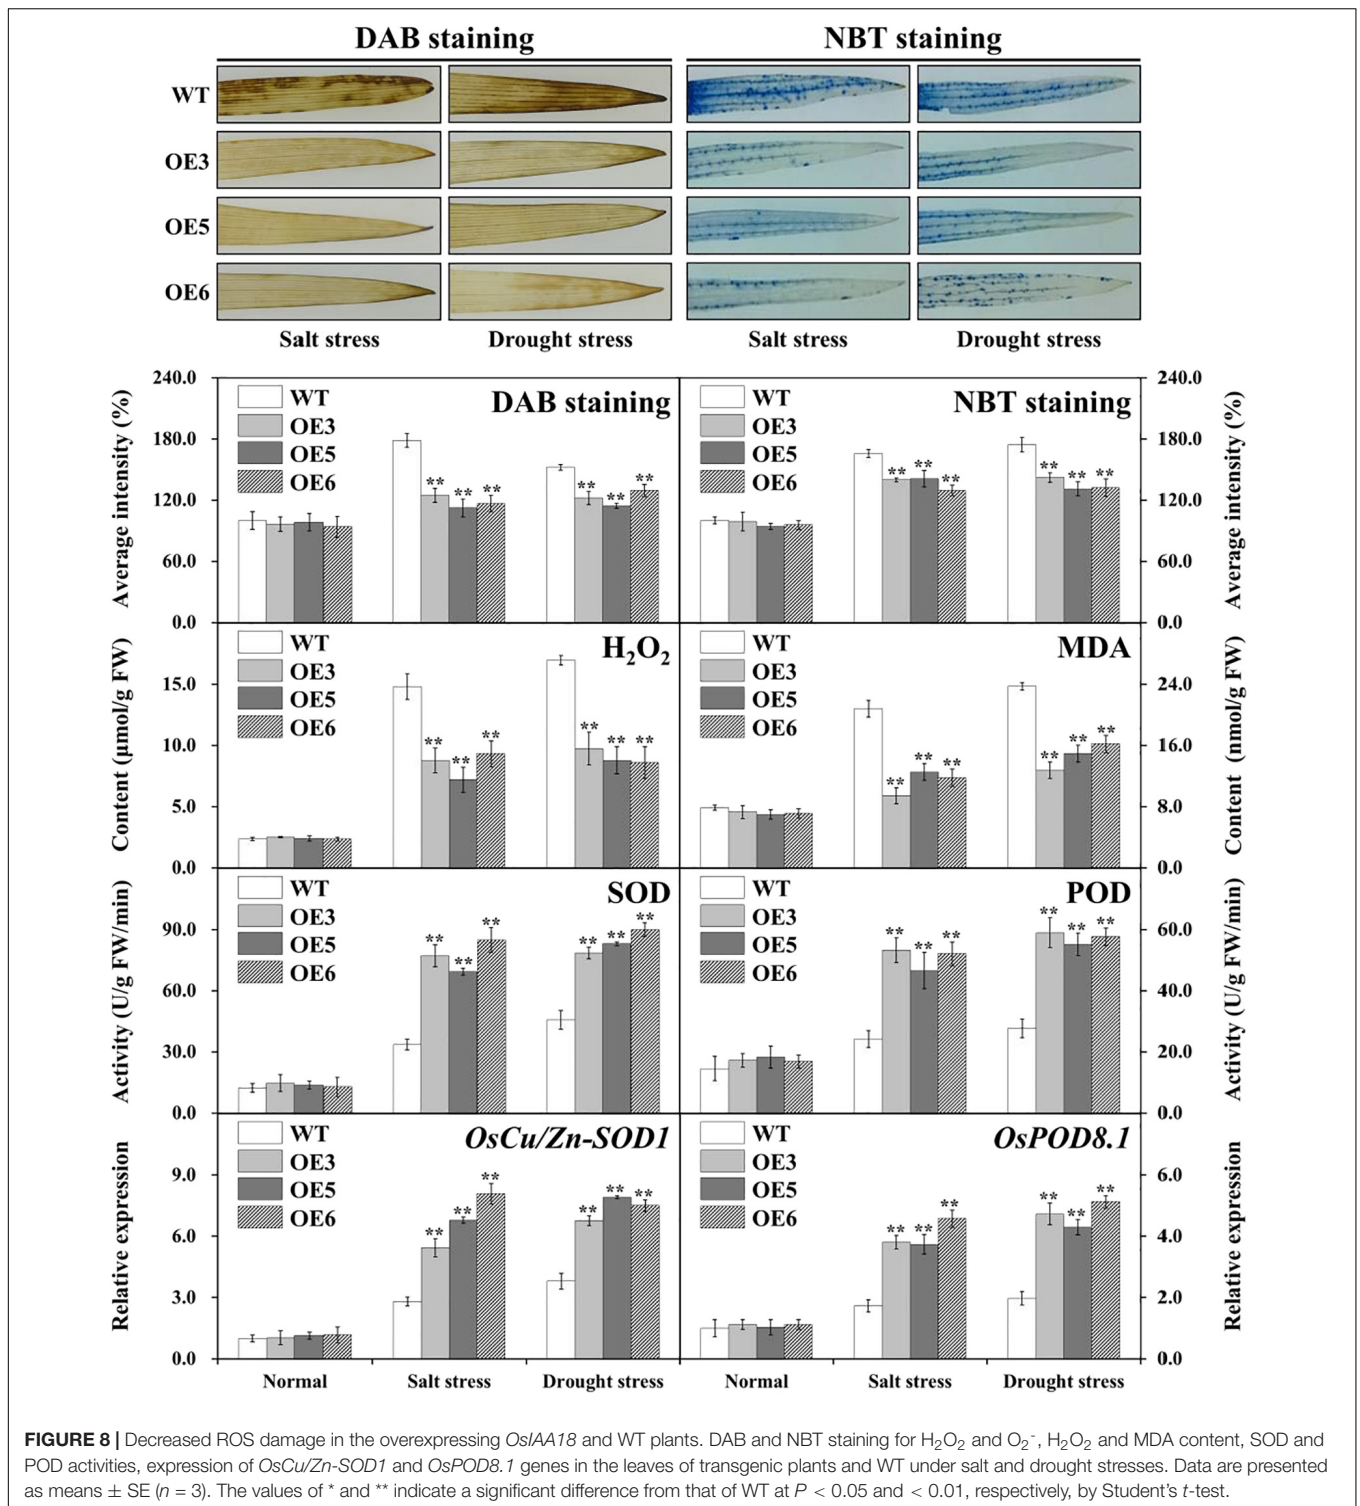 DAB staining NBT staining
WT
OE3
OE5
OE6
Salt stress Drought stress Salt stress Drought stress
240.0
180.0
120.0
60.0
0.0
Average intensity (%)
WT
OE3
OE5
OE6
DAB staining
** ** ** ** ** **
WT
OE3
OE5
OE6
NBT staining
** ** ** ** ** **
240.0
180.0
120.0
60.0
0.0
Average intensity (%)
15.0
10.0
5.0
0.0
Content (μmol/g FW)
WT
OE3
OE5
OE6
H₂O₂
** ** ** ** ** **
WT
OE3
OE5
OE6
MDA
** ** ** ** ** **
24.0
16.0
8.0
0.0
Content (nmol/g FW)
90.0
60.0
30.0
0.0
Activity (U/g FW/min)
WT
OE3
OE5
OE6
SOD
** ** ** ** ** **
WT
OE3
OE5
OE6
POD
** ** ** ** ** **
60.0
40.0
20.0
0.0
Activity (U/g FW/min)
9.0
6.0
3.0
0.0
Relative expression
WT
OE3
OE5
OE6
OsCu/Zn-SOD1
** ** ** ** ** **
WT
OE3
OE5
OE6
OsPOD8.1
** ** ** ** ** **
6.0
4.0
2.0
0.0
Relative expression
Normal Salt stress Drought stress Normal Salt stress Drought stress
FIGURE 8 | Decreased ROS damage in the overexpressing OsIAA18 and WT plants. DAB and NBT staining for H₂O₂ and O₂⁻, H₂O₂ and MDA content, SOD and
POD activities, expression of OsCu/Zn-SOD1 and OsPOD8.1 genes in the leaves of transgenic plants and WT under salt and drought stresses. Data are presented
as means ± SE (n = 3). The values of * and ** indicate a significant difference from that of WT at P < 0.05 and < 0.01, respectively, by Student's t-test.